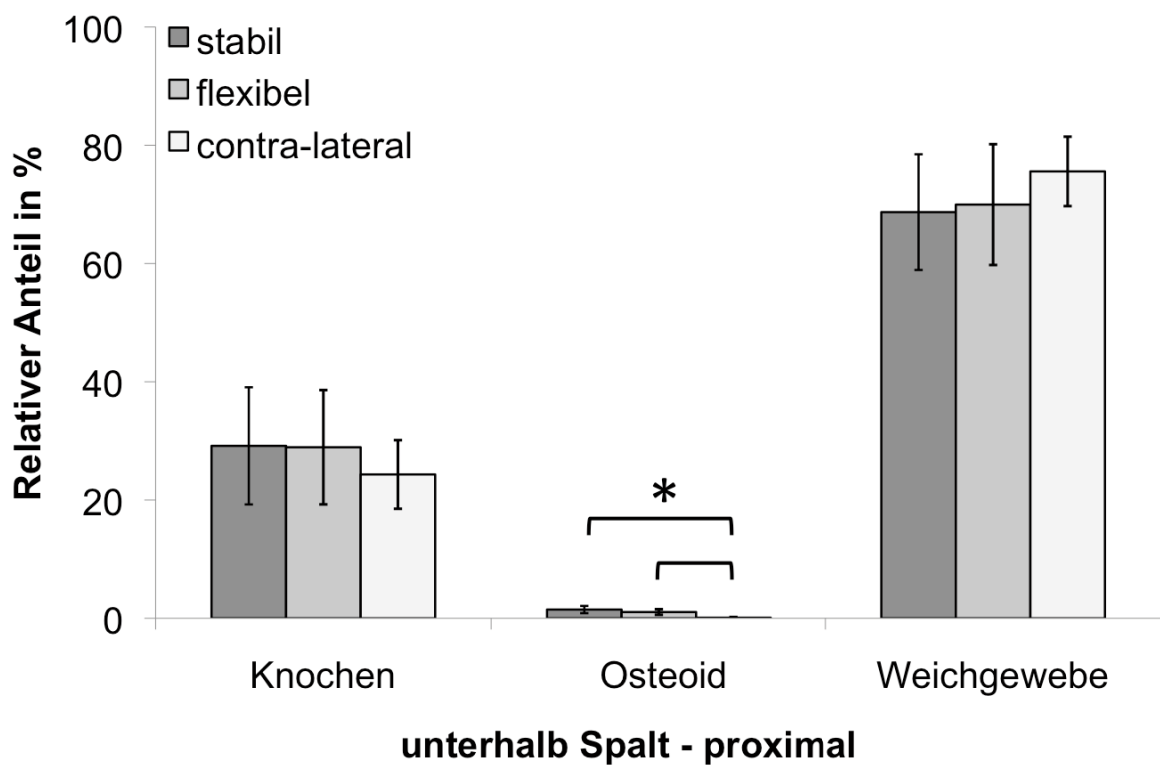 Relativer Anteil in %
100
80
60
40
20
0
stabil
flexibel
contra-lateral
*
Knochen Osteoid Weichgewebe
unterhalb Spalt - proximal